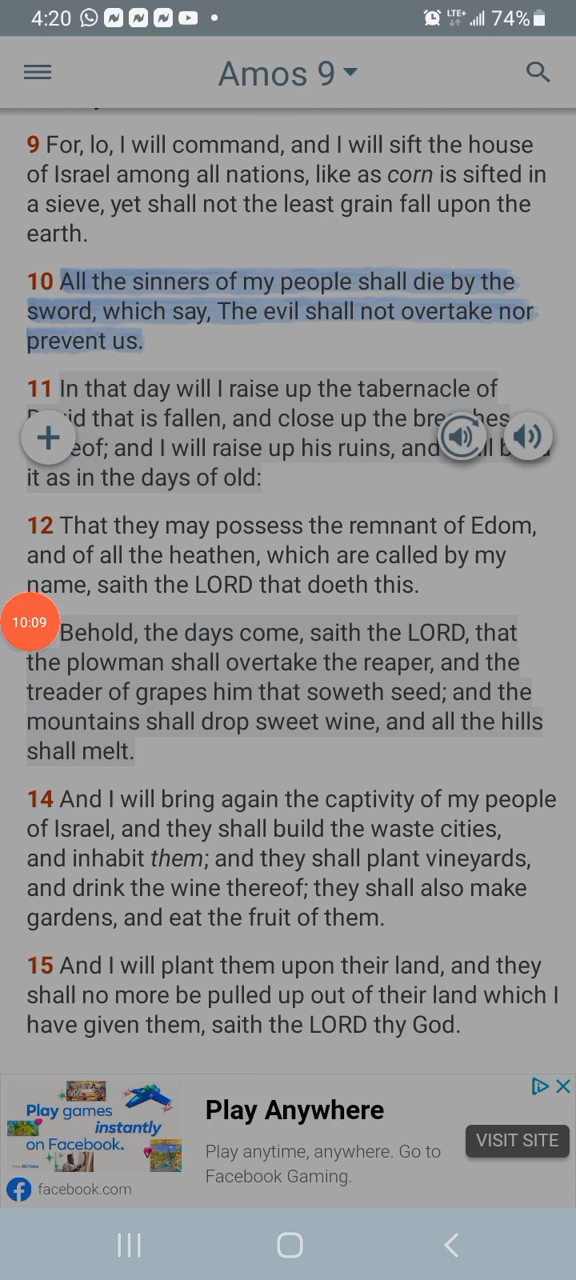 4:20 LTE+ 74%
Amos 9
9 For, lo, I will command, and I will sift the house
of Israel among all nations, like as corn is sifted in
a sieve, yet shall not the least grain fall upon the
earth.
10 All the sinners of my people shall die by the
sword, which say, The evil shall not overtake nor
prevent us.
11 In that day will I raise up the tabernacle of
that is fallen, and close up the
and I will raise up his ruins, and
it as in the days of old:
12 That they may possess the remnant of Edom,
and of all the heathen, which are called by my
name, saith the LORD that doeth this.
10:09
Behold, the days come, saith the LORD, that
the plowman shall overtake the reaper, and the
treader of grapes him that soweth seed; and the
mountains shall drop sweet wine, and all the hills
shall melt.
14 And I will bring again the captivity of my people
of Israel, and they shall build the waste cities,
and inhabit them; and they shall plant vineyards,
and drink the wine thereof; they shall also make
gardens, and eat the fruit of them.
15 And I will plant them upon their land, and they
shall no more be pulled up out of their land which I
have given them, saith the LORD thy God.
Play games
instantly
on Facebook.
facebook.com
Play Anywhere
Play anytime, anywhere. Go to
Facebook Gaming.
VISIT SITE